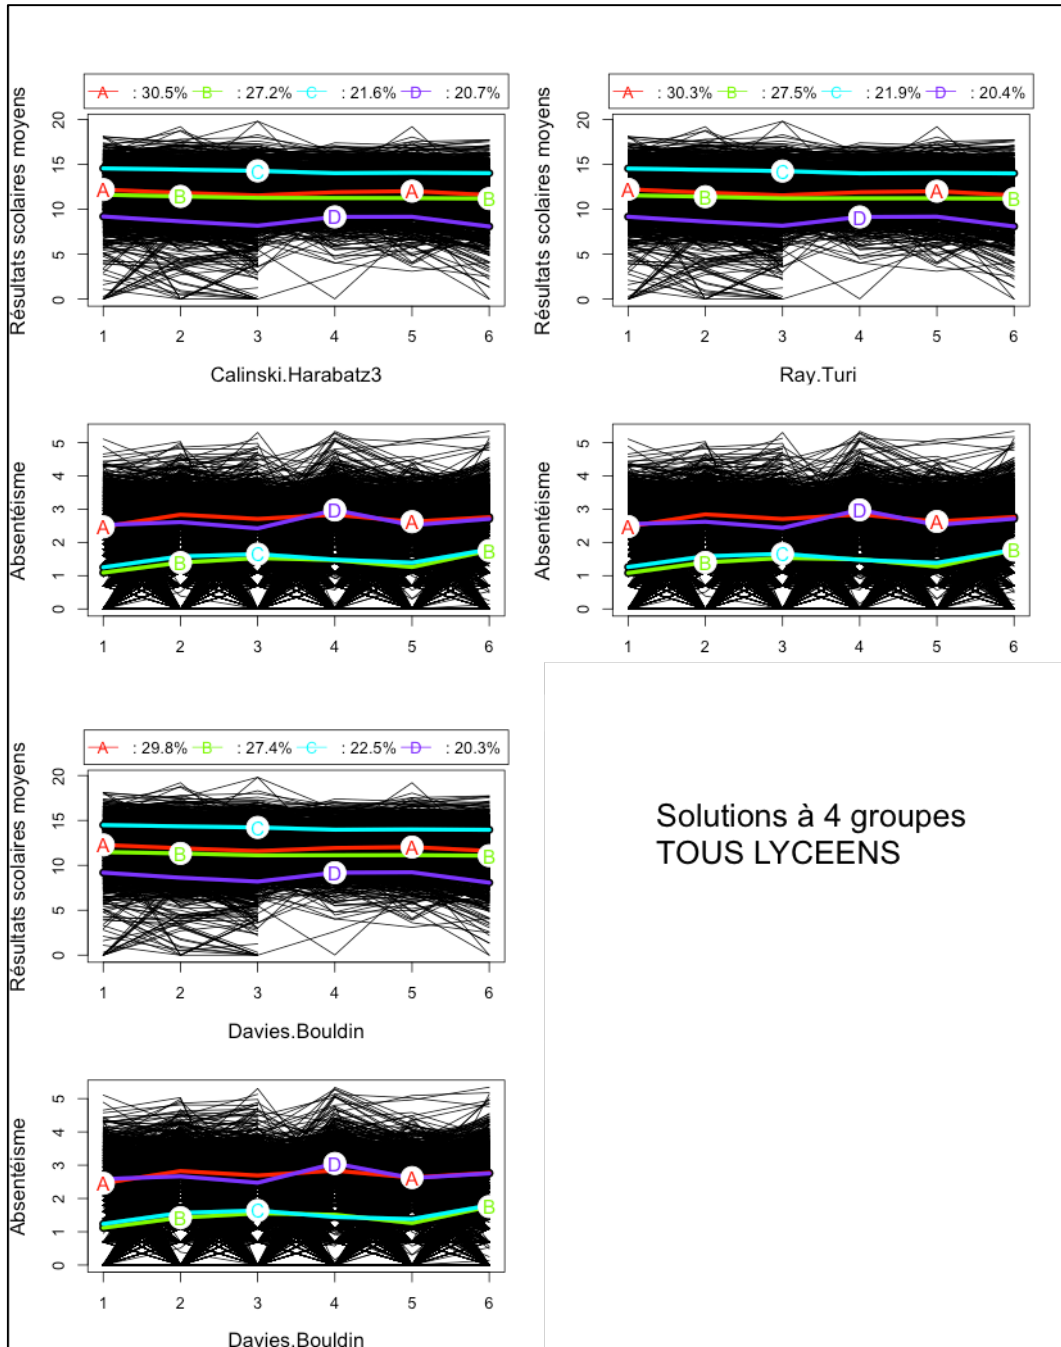 A : 30.5% B : 27.2% C : 21.6% D : 20.7%
Résultats scolaires moyens
20
15
10
5
0
A B C D A B
1 2 3 4 5 6
Calinski.Harabatz3
A : 30.3% B : 27.5% C : 21.9% D : 20.4%
Résultats scolaires moyens
20
15
10
5
0
A B C D A B
1 2 3 4 5 6
Ray.Turi
Absentéisme
5
4
3
2
1
0
A B C D A B
1 2 3 4 5 6
Absentéisme
5
4
3
2
1
0
A B C D A B
1 2 3 4 5 6
A : 29.8% B : 27.4% C : 22.5% D : 20.3%
Résultats scolaires moyens
20
15
10
5
0
A B C D A B
1 2 3 4 5 6
Davies.Bouldin
Solutions à 4 groupes
TOUS LYCEENS
Absentéisme
5
4
3
2
1
0
A B C D A B
1 2 3 4 5 6
Davies.Bouldin